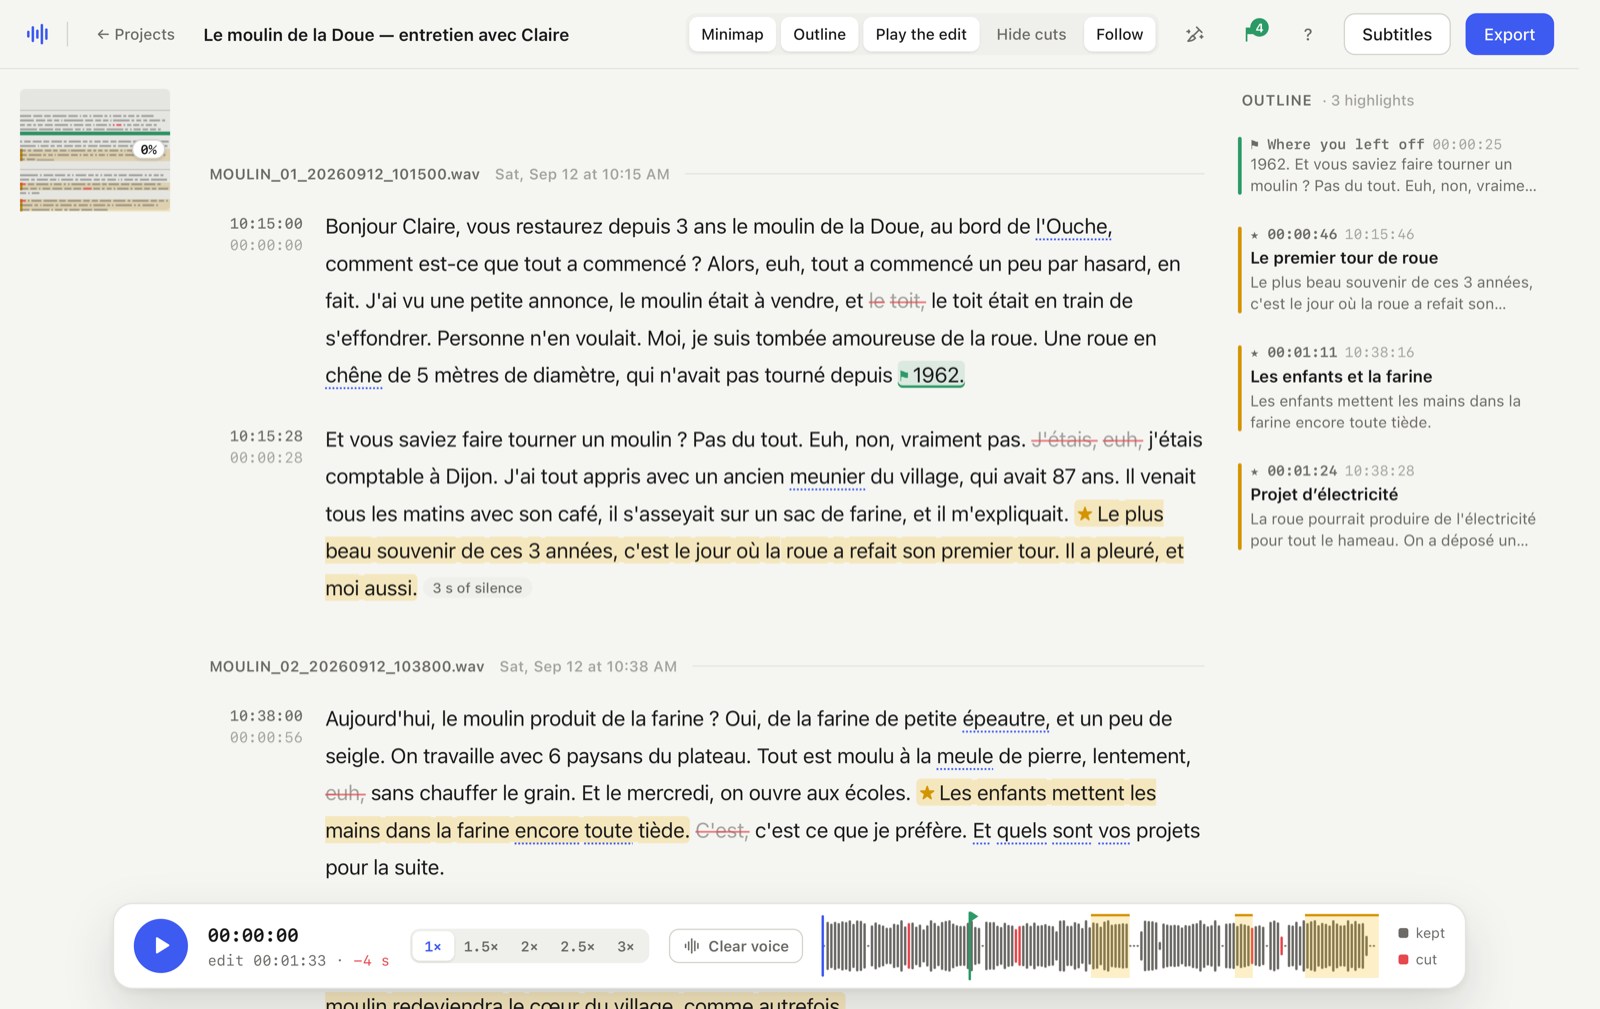 ← Projects
Le moulin de la Doue — entretien avec Claire
Minimap
Outline
Play the edit
Hide cuts
Follow
4
?
Subtitles
Export
0%
MOULIN_01_20260912_101500.wav Sat, Sep 12 at 10:15 AM
10:15:00
00:00:00
Bonjour Claire, vous restaurez depuis 3 ans le moulin de la Doue, au bord de l'Ouche,
comment est-ce que tout a commencé ? Alors, euh, tout a commencé un peu par hasard, en
fait. J'ai vu une petite annonce, le moulin était à vendre, et le toit, le toit était en train de
s'effondrer. Personne n'en voulait. Moi, je suis tombée amoureuse de la roue. Une roue en
chêne de 5 mètres de diamètre, qui n'avait pas tourné depuis 1962.
10:15:28
00:00:28
Et vous saviez faire tourner un moulin ? Pas du tout. Euh, non, vraiment pas. J'étais, euh, j'étais
comptable à Dijon. J'ai tout appris avec un ancien meunier du village, qui avait 87 ans. Il venait
tous les matins avec son café, il s'asseyait sur un sac de farine, et il m'expliquait. ★ Le plus
beau souvenir de ces 3 années, c'est le jour où la roue a refait son premier tour. Il a pleuré, et
moi aussi. 3 s of silence
MOULIN_02_20260912_103800.wav Sat, Sep 12 at 10:38 AM
10:38:00
00:00:56
Aujourd'hui, le moulin produit de la farine ? Oui, de la farine de petite épeautre, et un peu de
seigle. On travaille avec 6 paysans du plateau. Tout est moulu à la meule de pierre, lentement,
euh, sans chauffer le grain. Et le mercredi, on ouvre aux écoles. ★ Les enfants mettent les
mains dans la farine encore toute tiède. C'est, c'est ce que je préfère. Et quels sont vos projets
pour la suite.
moulin redeviendra le cœur du village, comme autrefois.
OUTLINE · 3 highlights
⚑ Where you left off 00:00:25
1962. Et vous saviez faire tourner un
moulin ? Pas du tout. Euh, non, vraime…
★ 00:00:46 10:15:46
Le premier tour de roue
Le plus beau souvenir de ces 3 années,
c'est le jour où la roue a refait son…
★ 00:01:11 10:38:16
Les enfants et la farine
Les enfants mettent les mains dans la
farine encore toute tiède.
★ 00:01:24 10:38:28
Projet d’électricité
La roue pourrait produire de l'électricité
pour tout le hameau. On a déposé un…
00:00:00
edit 00:01:33 · −4 s
1× 1.5× 2× 2.5× 3×
Clear voice
kept
cut